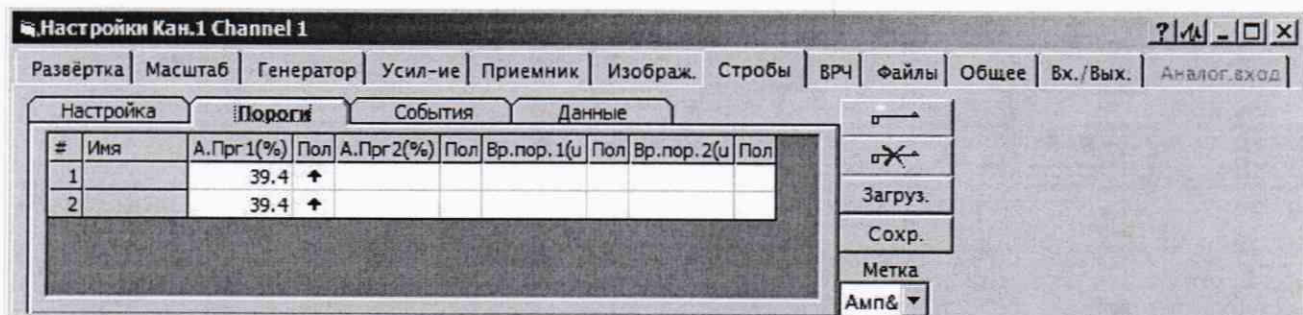 Настройки Кан.1 Channel 1
Развёртка Масштаб Генератор Усил-ие Приемник Изображ. Стробы ВРЧ Файлы Общее Вх./Вых. Аналог.вход
Настройка Пороги События Данные
# Имя А.Прг1(%) Пол А.Прг2(%) Пол Вр.пор.1(u Пол Вр.пор.2(u Пол
1 39.4
2 39.4
Загруз.
Сохр.
Метка
Амп&